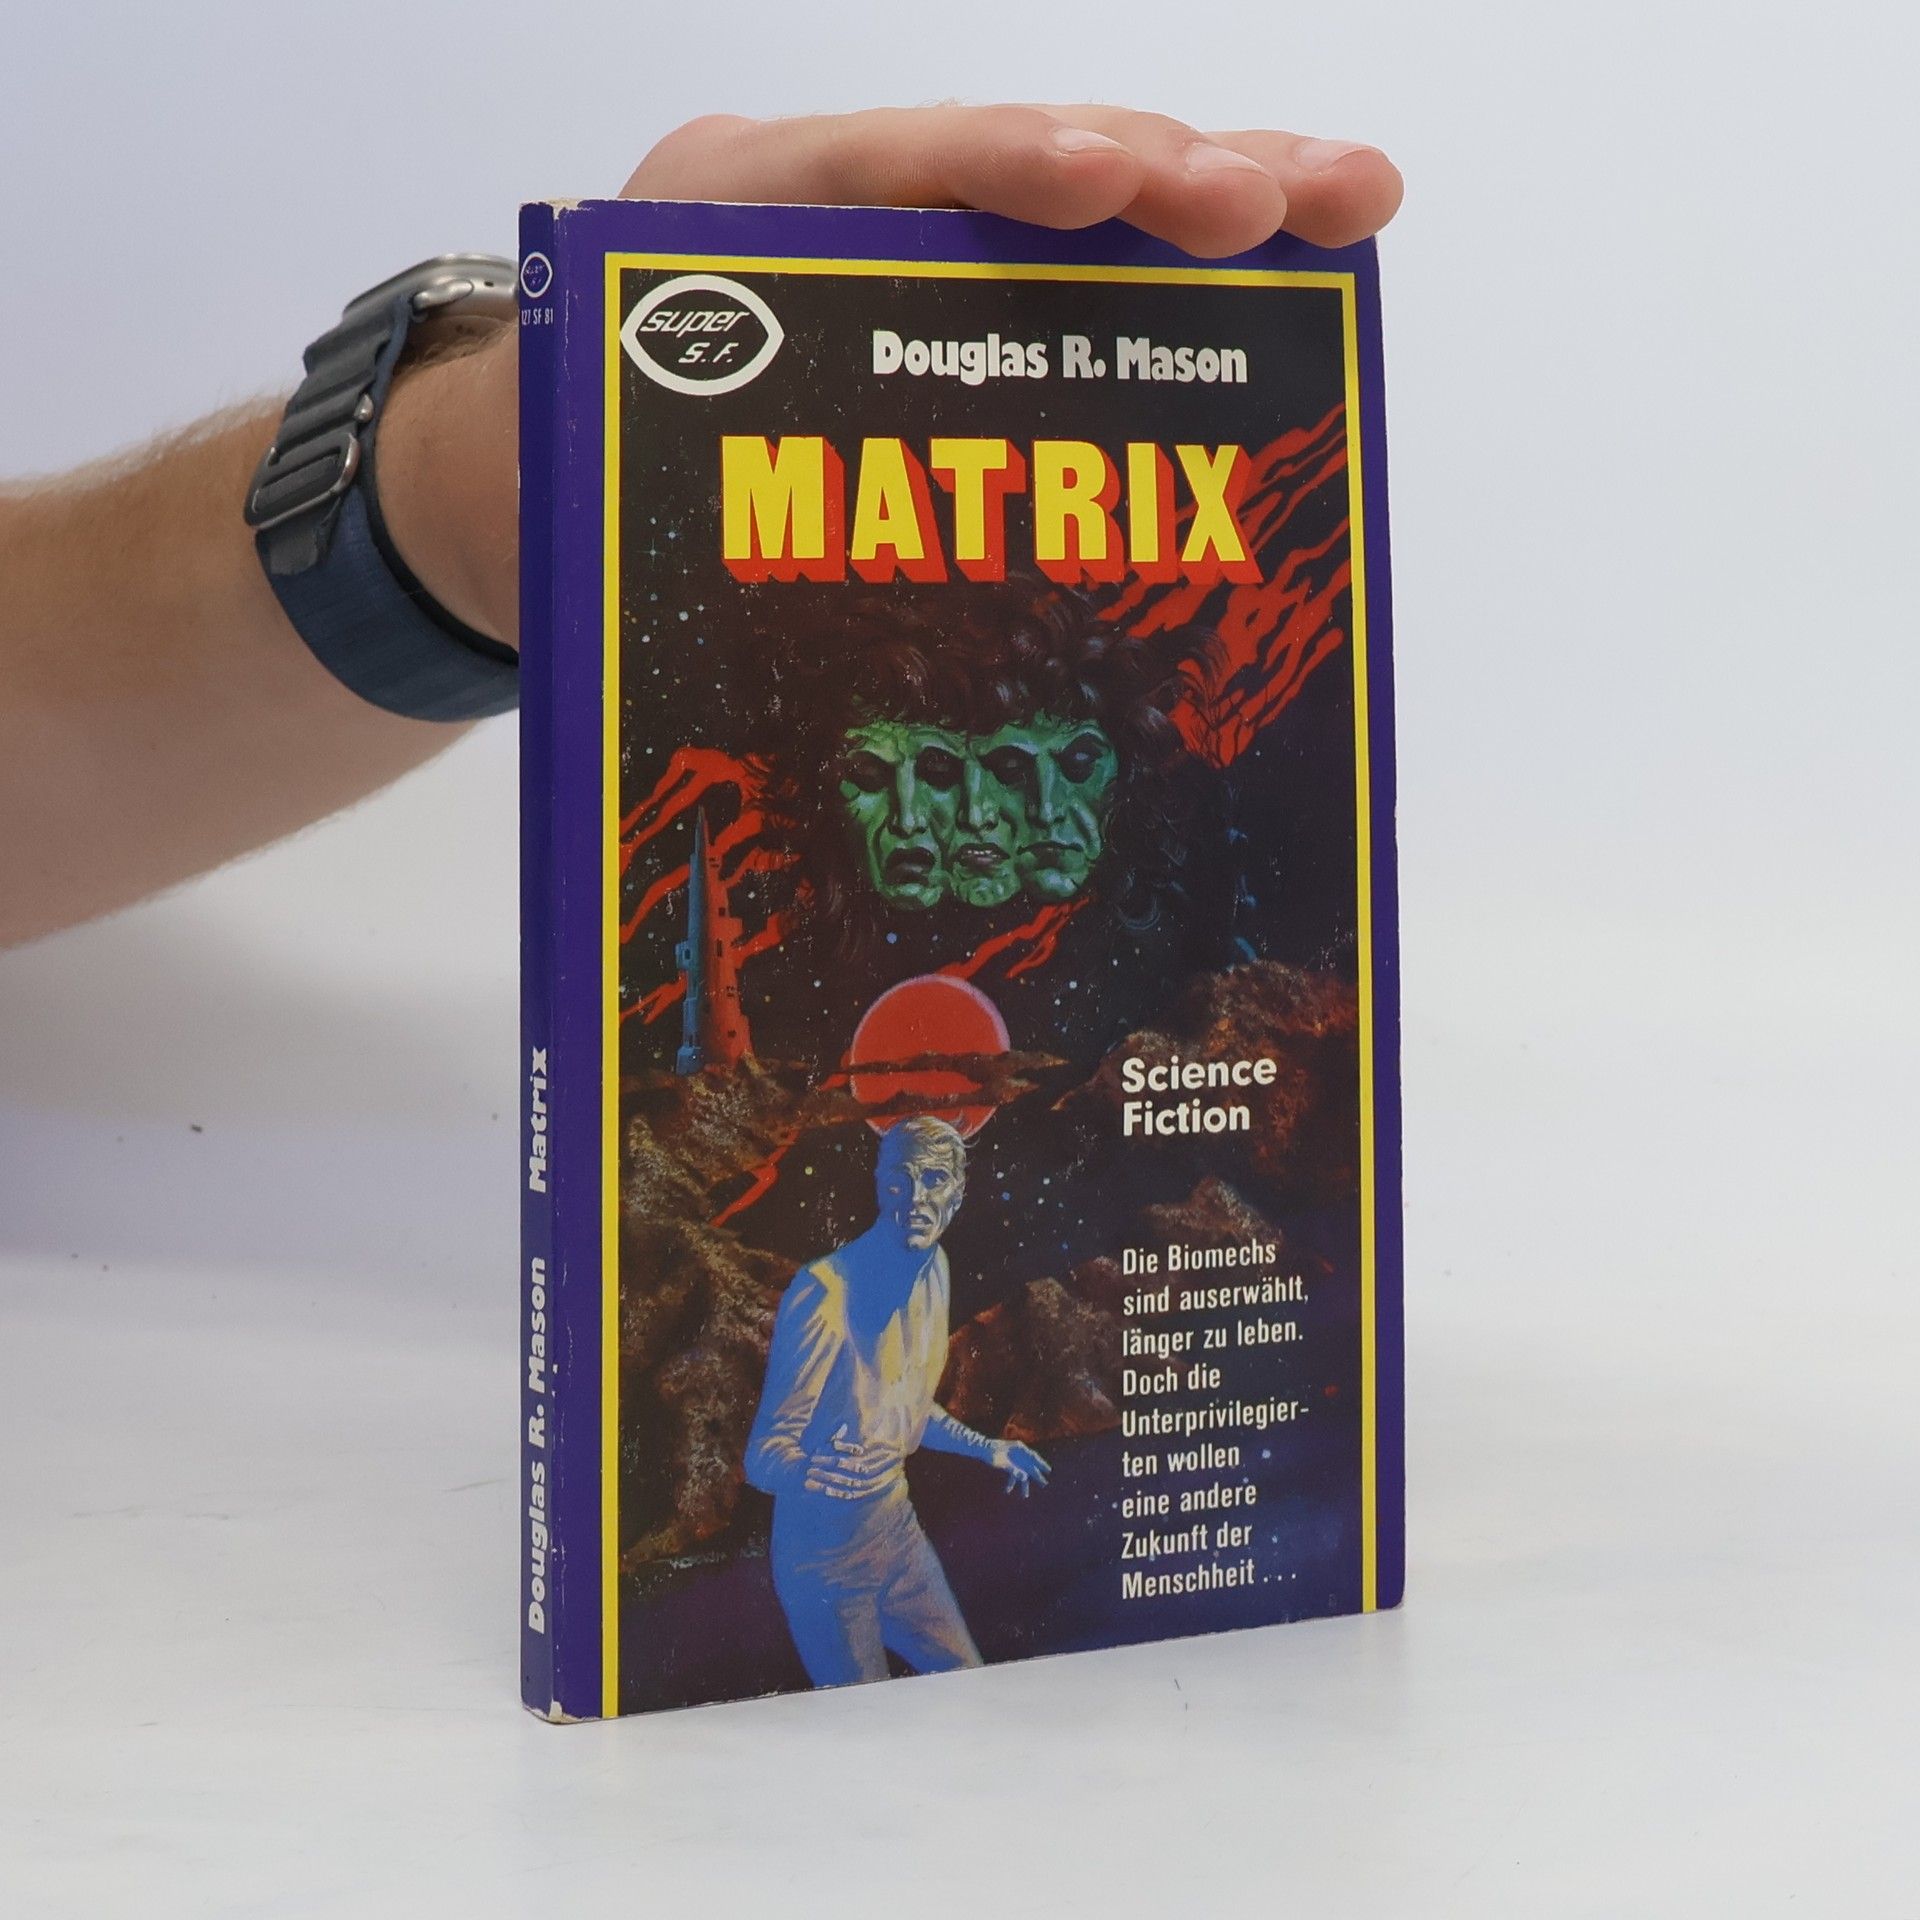 super
S. F.
Douglas R. Mason
MATRIX
Science
Fiction
Die Biomechs
sind auserwählt,
länger zu leben.
Doch die
Unterprivilegier-
ten wollen
eine andere
Zukunft der
Menschheit . . .
127 SF 81
Douglas R. Mason Matrix